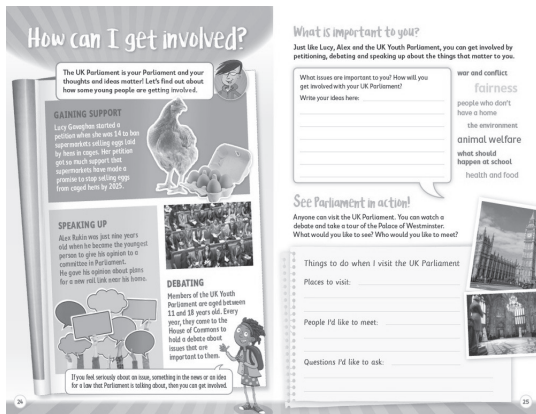 How can I get involved?
The UK Parliament is your Parliament and your
thoughts and ideas matter! Let's find out about
how some young people are getting involved.
GAINING SUPPORT
Lucy Gavaghan started a
petition when she was 14 to ban
supermarkets selling eggs laid
by hens in cages. Her petition
got so much support that
supermarkets have made a
promise to stop selling eggs
from caged hens by 2025.
SPEAKING UP
Alex Rukin was just nine years
old when he became the youngest
person to give his opinion to a
committee in Parliament.
He gave his opinion about plans
for a new rail link near his home.
DEBATING
Members of the UK Youth
Parliament are aged between
11 and 18 years old. Every
year, they come to the
House of Commons to
hold a debate about
issues that are
important to them.
If you feel seriously about an issue, something in the news or an idea
for a law that Parliament is talking about, then you can get involved.
24
What is important to you?
Just like Lucy, Alex and the UK Youth Parliament, you can get involved by
petitioning, debating and speaking up about the things that matter to you.
What issues are important to you? How will you
get involved with your UK Parliament?
Write your ideas here:
war and conflict
fairness
people who don't
have a home
the environment
animal welfare
what should
happen at school
health and food
See Parliament in action!
Anyone can visit the UK Parliament. You can watch a
debate and take a tour of the Palace of Westminster.
What would you like to see? Who would you like to meet?
Things to do when I visit the UK Parliament
Places to visit:
People I'd like to meet:
Questions I'd like to ask:
25